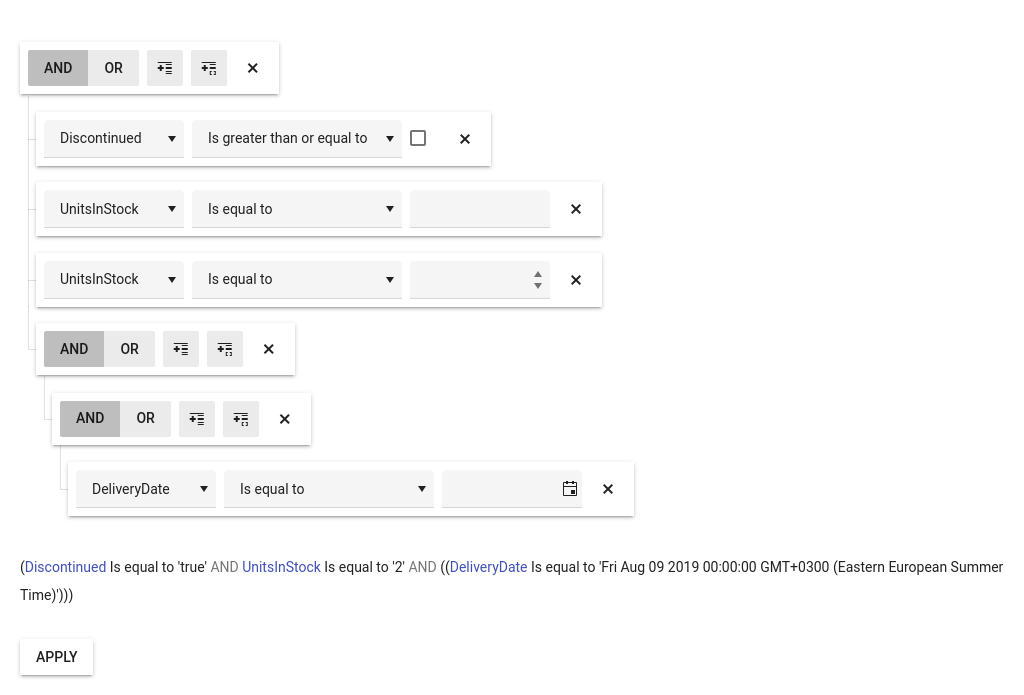 AND OR
Discontinued Is greater than or equal to
UnitsInStock Is equal to
UnitsInStock Is equal to
AND OR
AND OR
DeliveryDate Is equal to
(Discontinued Is equal to 'true' AND UnitsInStock Is equal to '2' AND ((DeliveryDate Is equal to 'Fri Aug 09 2019 00:00:00 GMT+0300 (Eastern European Summer
Time)')))
APPLY